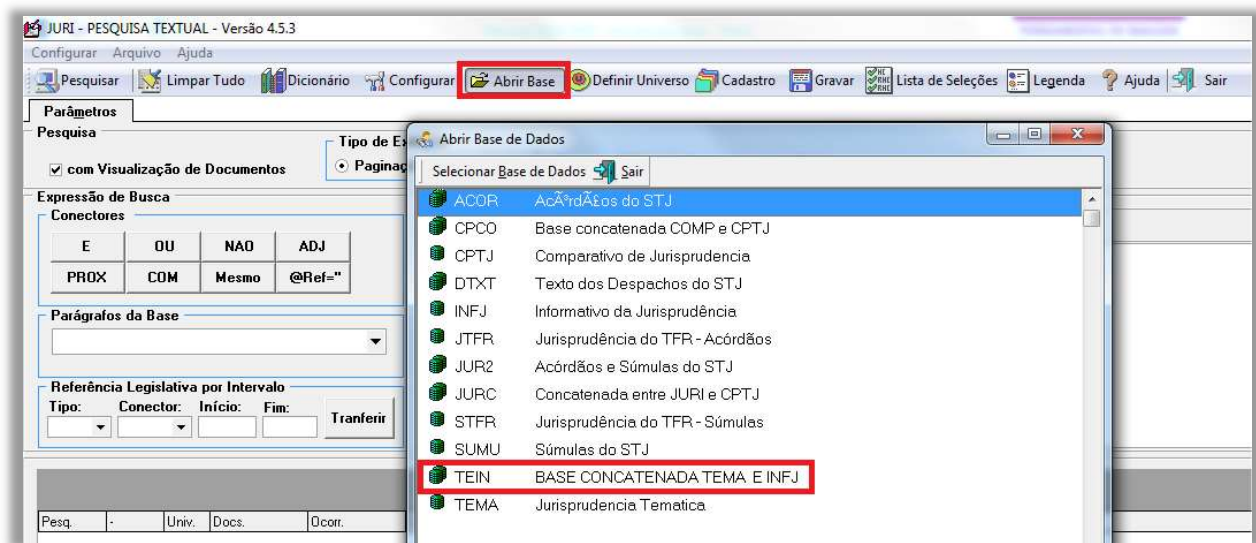 JURI - PESQUISA TEXTUAL - Versão 4.5.3
Configurar Arquivo Ajuda
Pesquisar Limpar Tudo Dicionário Configurar Abrir Base Definir Universo Cadastro Gravar Lista de Seleções Legenda Ajuda Sair
Parâmetros
Pesquisa
Tipo de Ex
com Visualização de Documentos
Paginaç
Expressão de Busca
Conectores
E OU NAO ADJ
PROX COM Mesmo @Ref="
Parágrafos da Base
Referência Legislativa por Intervalo
Tipo: Conector: Início: Fim:
Tranferir
Pesq. - Univ. Docs. Ocorr.
Abrir Base de Dados
Selecionar Base de Dados Sair
ACOR AcÃ³rdÃ£os do STJ
CPCO Base concatenada COMP e CPTJ
CPTJ Comparativo de Jurisprudencia
DTXT Texto dos Despachos do STJ
INFJ Informativo da Jurisprudência
JTFR Jurisprudência do TFR - Acórdãos
JUR2 Acórdãos e Súmulas do STJ
JURC Concatenada entre JURI e CPTJ
STFR Jurisprudência do TFR - Súmulas
SUMU Súmulas do STJ
TEIN BASE CONCATENADA TEMA E INFJ
TEMA Jurisprudencia Tematica